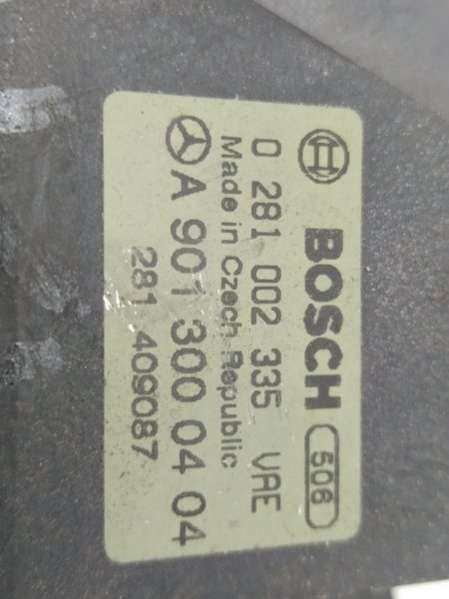 BOSCH 506
0 281 002 335 VAE
Made in Czech Republic
A 901 300 04 04
281 409087